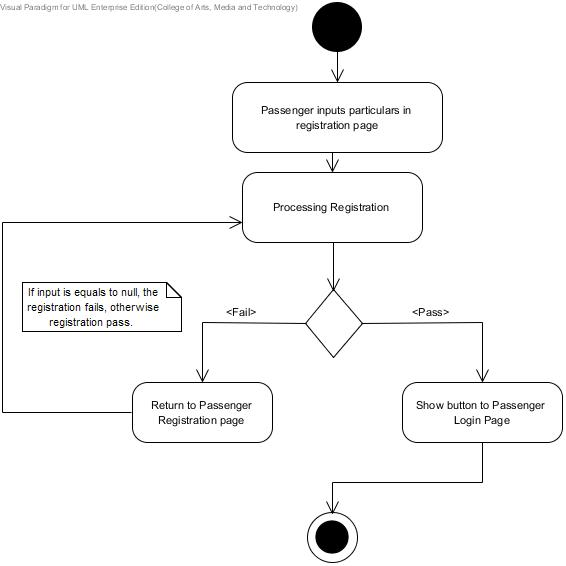 Visual Paradigm for UML Enterprise Edition(College of Arts, Media and Technology)
Passenger inputs particulars in
registration page
Processing Registration
If input is equals to null, the
registration fails, otherwise
registration pass.
<Fail>
<Pass>
Return to Passenger
Registration page
Show button to Passenger
Login Page